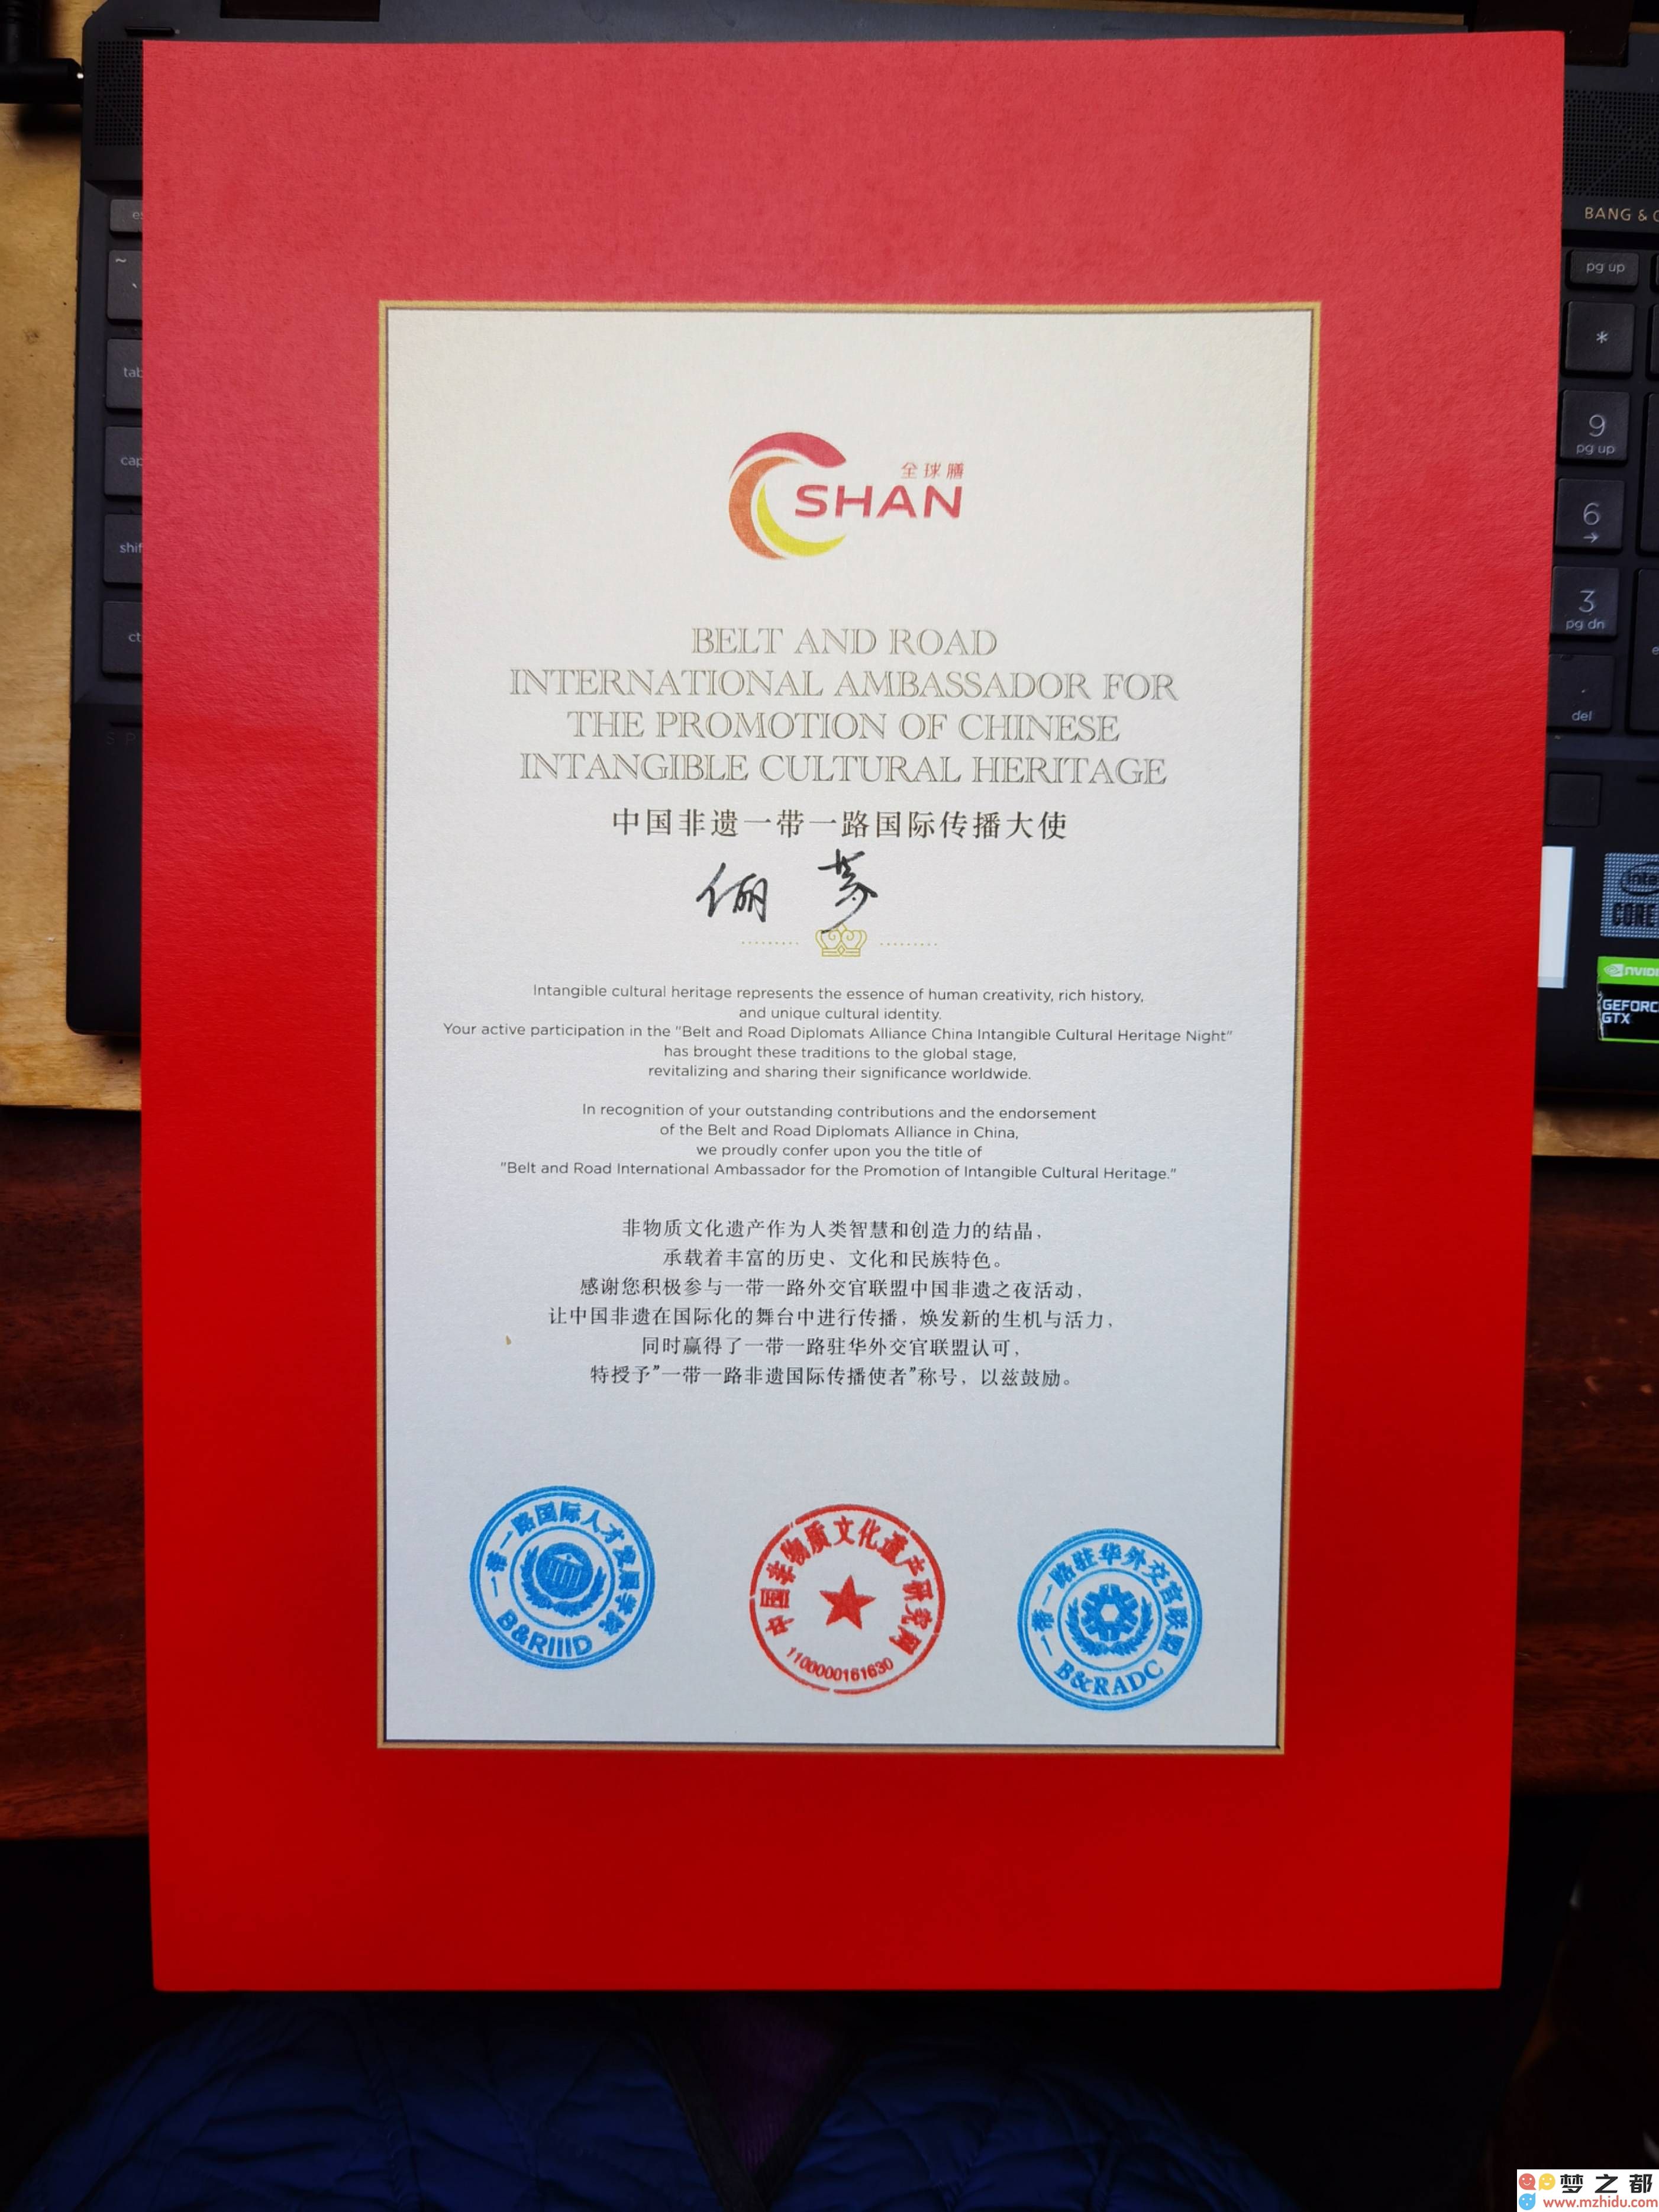 全球膳
SHAN
BELT AND ROAD
INTERNATIONAL AMBASSADOR FOR
THE PROMOTION OF CHINESE
INTANGIBLE CULTURAL HERITAGE
中国非遗一带一路国际传播大使
俪
Intangible cultural heritage represents the essence of human creativity, rich history,
and unique cultural identity.
Your active participation in the "Belt and Road Diplomats Alliance China Intangible Cultural Heritage Night"
has brought these traditions to the global stage,
revitalizing and sharing their significance worldwide.
In recognition of your outstanding contributions and the endorsement
of the Belt and Road Diplomats Alliance in China,
we proudly confer upon you the title of
"Belt and Road International Ambassador for the Promotion of Intangible Cultural Heritage."
非物质文化遗产作为人类智慧和创造力的结晶，
承载着丰富的历史、文化和民族特色。
感谢您积极参与一带一路外交官联盟中国非遗之夜活动，
让中国非遗在国际化的舞台中进行传播，焕发新的生机与活力，
同时赢得了一带一路驻华外交官联盟认可，
特授予"一带一路非遗国际传播使者"称号，以兹鼓励。
一带一路国际人才发展学院
B&RIIID
中国非物质文化遗产研究网
1100000161630
一带一路驻华外交官联盟
B&RADC
BANG &
pg up
*
9
pg up
6
→
3
pg dn
.
del
es
~
tab
cap
shif
ct
intel
CORE
NVIDI
GEFORC
GTX
梦之都
www.mzhidu.com